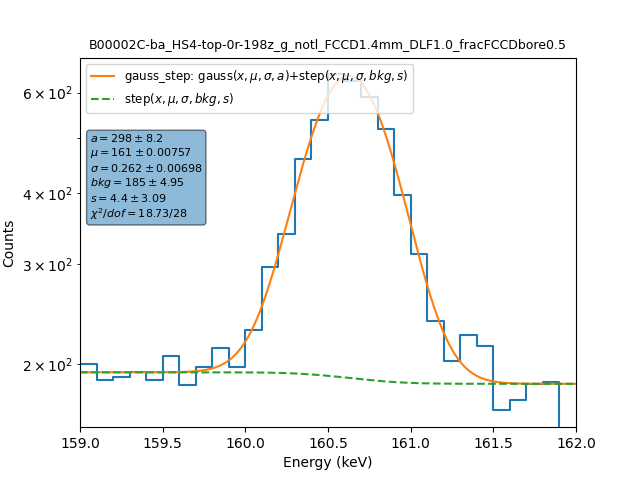 B00002C-ba_HS4-top-0r-198z_g_notl_FCCD1.4mm_DLF1.0_fracFCCDbore0.5
gauss_step: gauss(x, μ, σ, a)+step(x, μ, σ, bkg, s)
step(x, μ, σ, bkg, s)
a = 298 ± 8.2
μ = 161 ± 0.00757
σ = 0.262 ± 0.00698
bkg = 185 ± 4.95
s = 4.4 ± 3.09
χ²/dof = 18.73/28
6 × 10²
4 × 10²
3 × 10²
2 × 10²
Counts
159.0 159.5 160.0 160.5 161.0 161.5 162.0
Energy (keV)